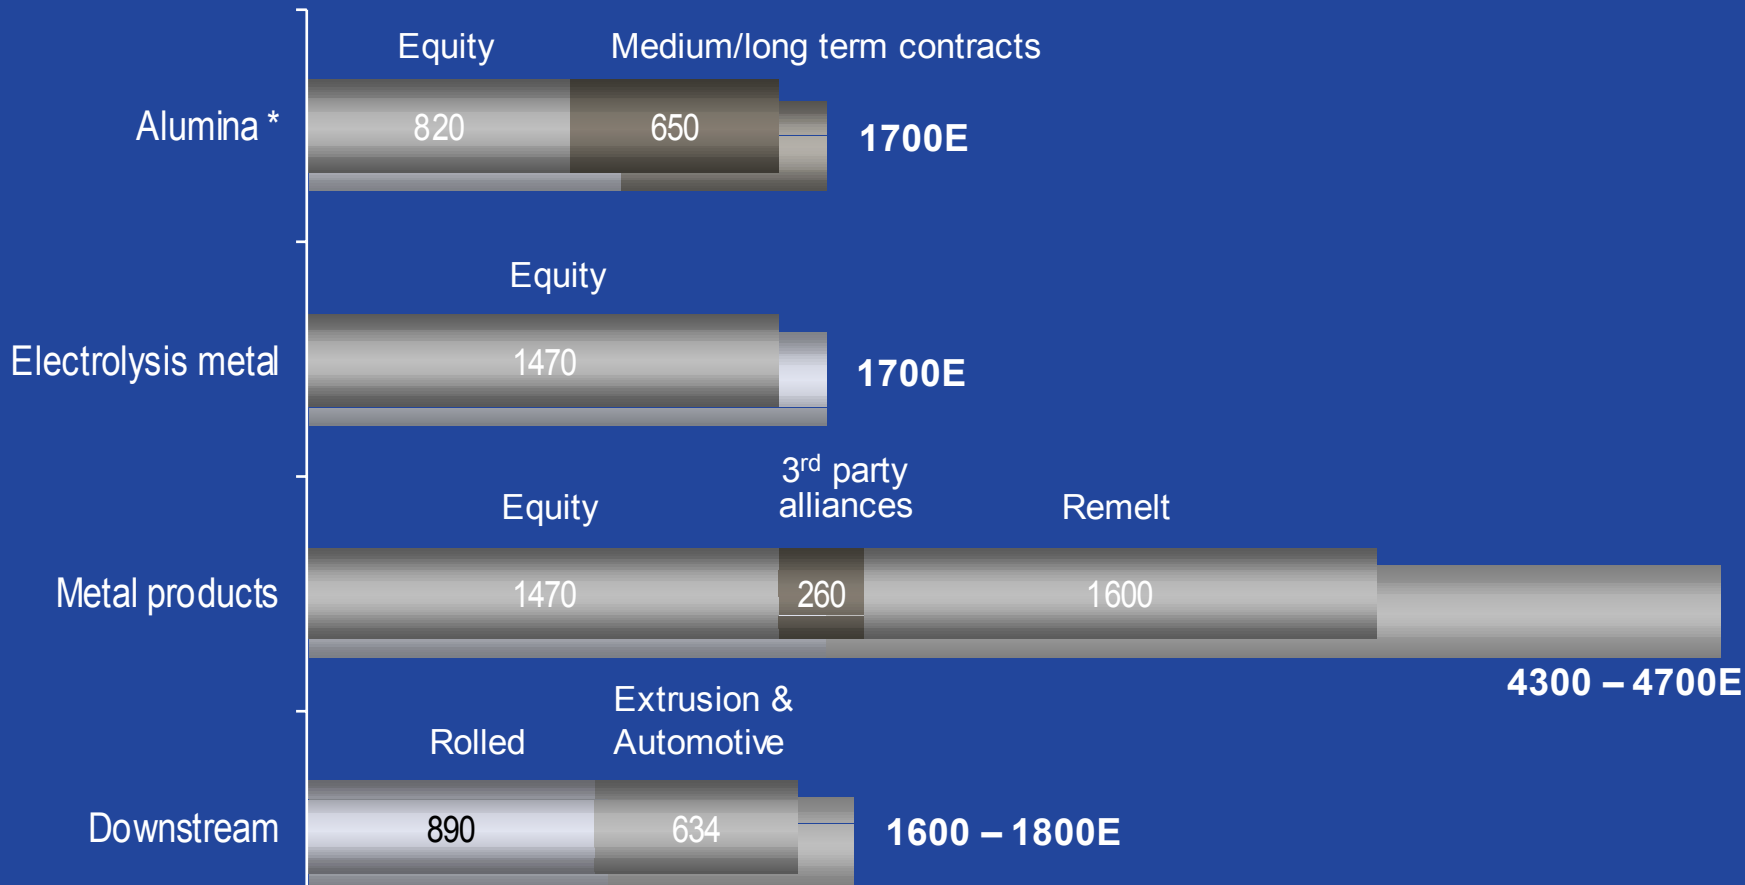 Equity Medium/long term contracts
Alumina * 820 650 1700E
Equity
Electrolysis metal 1470 1700E
3rd party
alliances
Equity Remelt
Metal products 1470 260 1600
4300 – 4700E
Extrusion &
Rolled Automotive
Downstream 890 634 1600 – 1800E